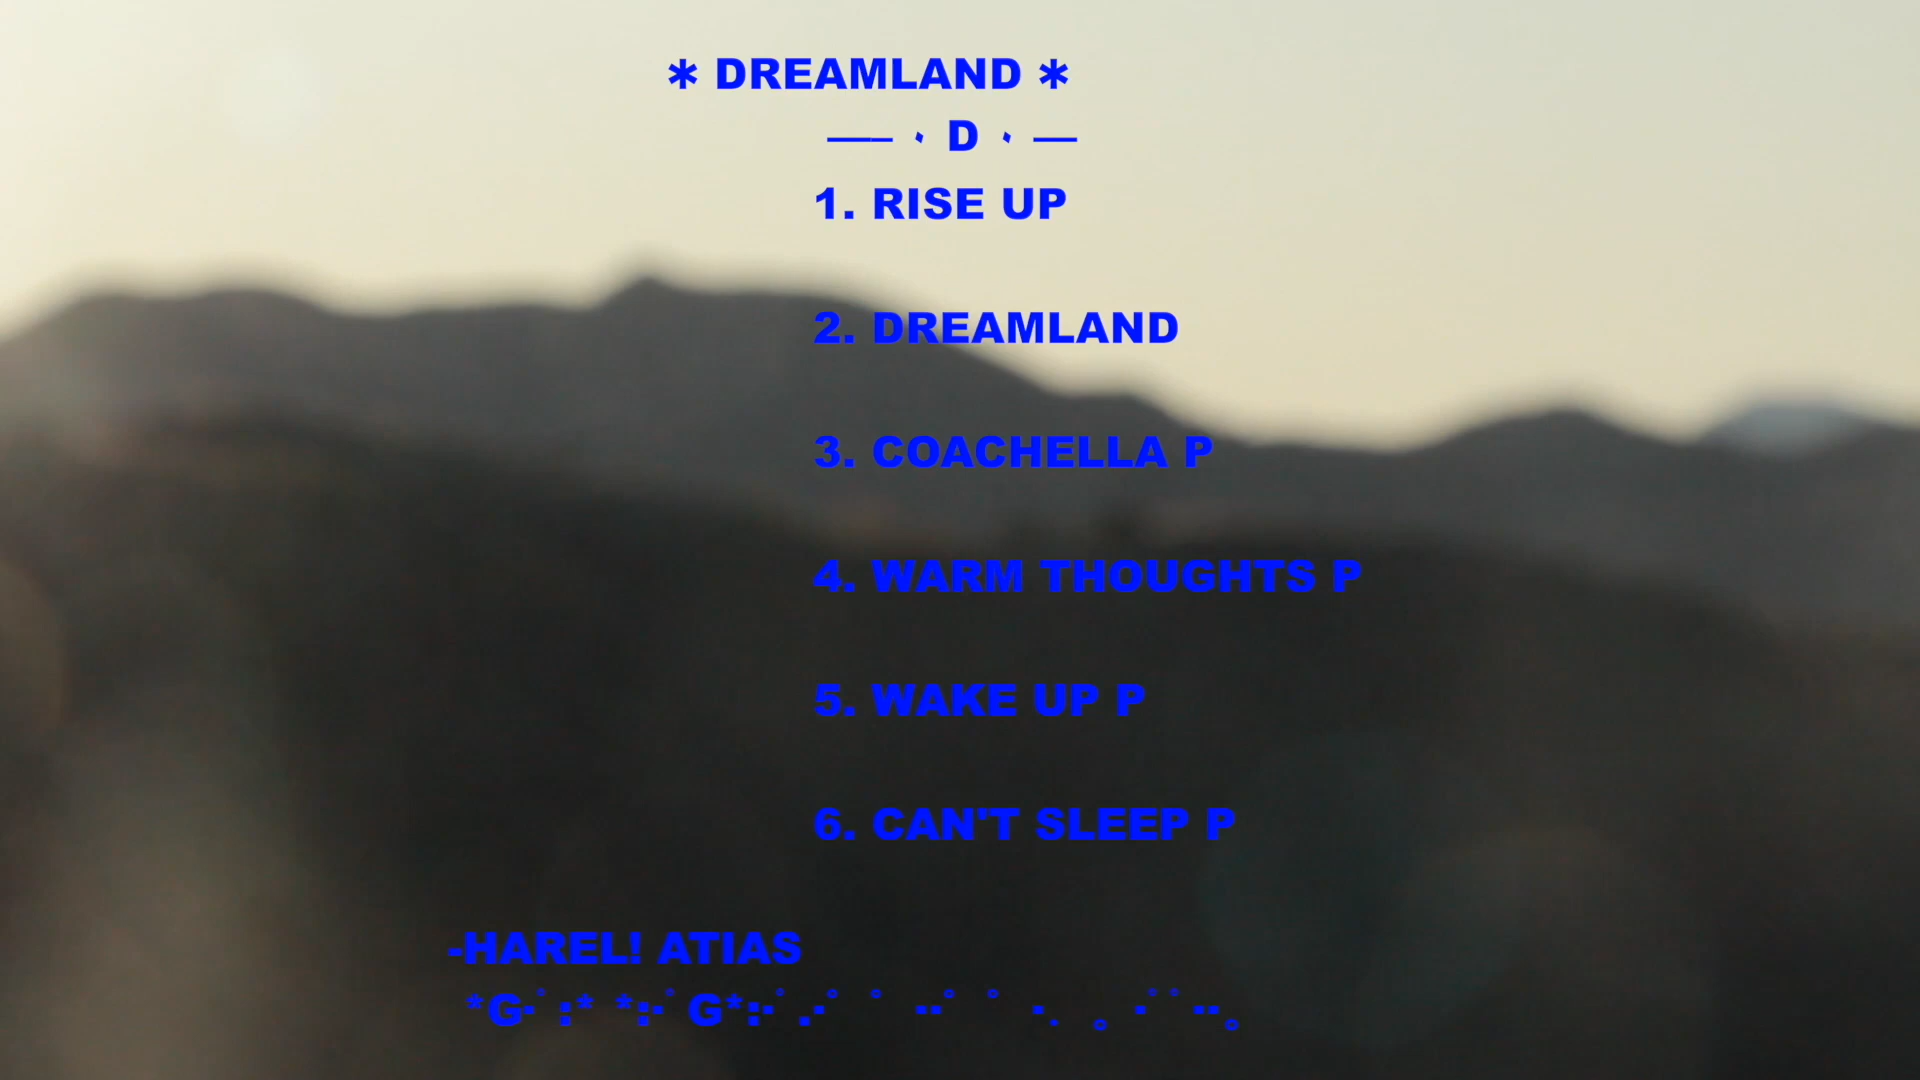 ∗ DREAMLAND ∗
—– · D · —
1. RISE UP
2. DREAMLAND
3. COACHELLA P
4. WARM THOUGHTS P
5. WAKE UP P
6. CAN'T SLEEP P
-HAREL! ATIAS
*G·˚:* *:·˚G*:·˚.·° ° ··° ° ·. 。·˚˚··。